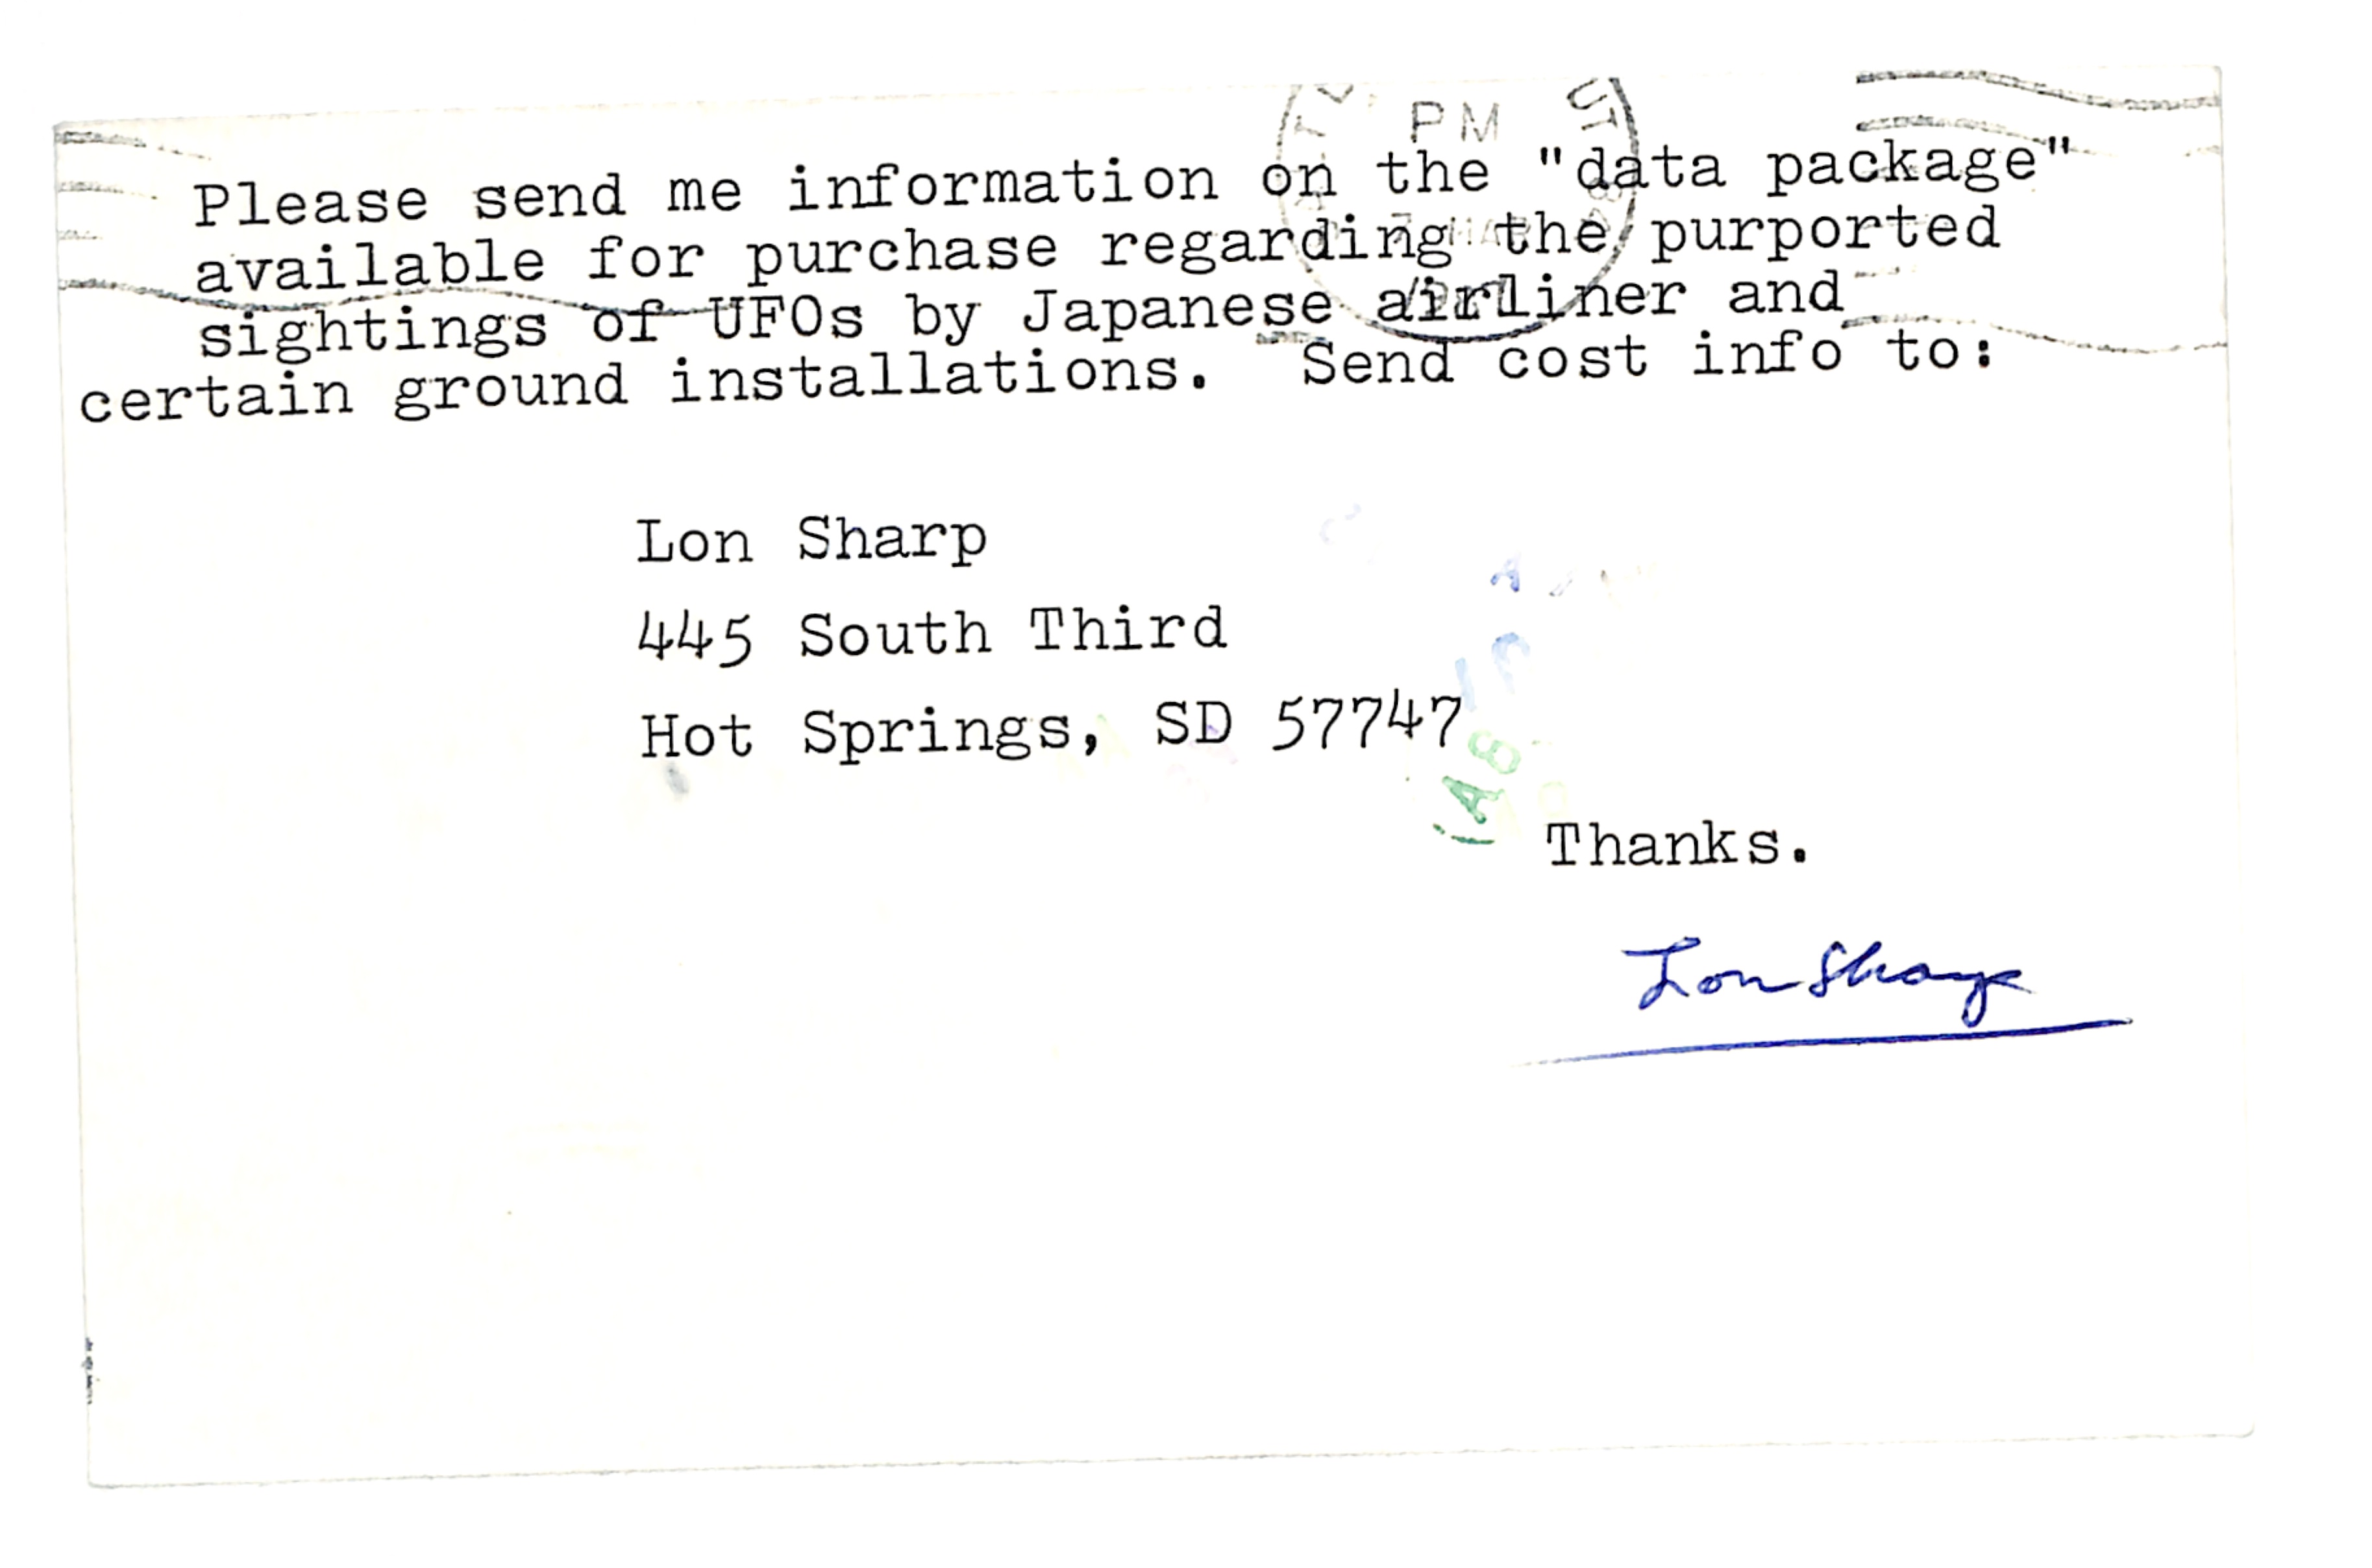 PM
Please send me information on the "data package"
available for purchase regarding the purported
sightings of UFOs by Japanese airliner and
certain ground installations. Send cost info to:
Lon Sharp
445 South Third
Hot Springs, SD 57747
Thanks.
Lon Sharp